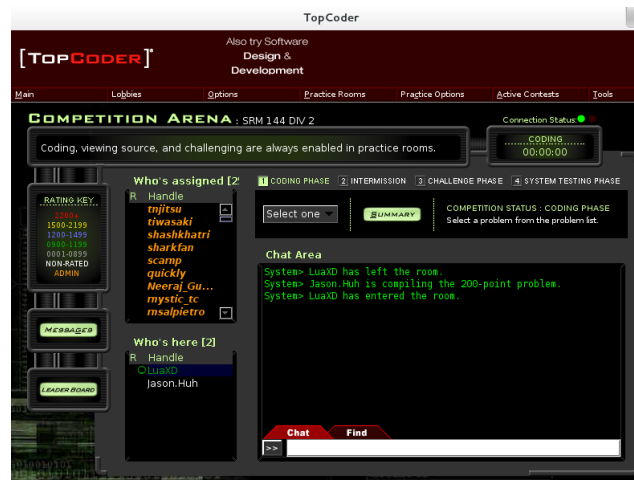 TopCoder
[TOPCODER]®
Also try Software
Design &
Development
Main Lobbies Options Practice Rooms Practice Options Active Contests Tools
COMPETITION ARENA : SRM 144 DIV 2
Connection Status:
Coding, viewing source, and challenging are always enabled in practice rooms.
CODING
00:00:00
RATING KEY
2200+
1500-2199
1200-1499
0900-1199
0001-0899
NON-RATED
ADMIN
MESSAGES
LEADER BOARD
Who's assigned [2
R Handle
tnjitsu
tiwasaki
shashkhatri
sharkfan
scamp
quickly
Neeraj_Gu...
mystic_tc
msalpietro
Who's here [2]
R Handle
LuaXD
Jason.Huh
1 CODING PHASE 2 INTERMISSION 3 CHALLENGE PHASE 4 SYSTEM TESTING PHASE
Select one
SUMMARY
COMPETITION STATUS : CODING PHASE
Select a problem from the problem list.
Chat Area
System> LuaXD has left the room.
System> Jason.Huh is compiling the 200-point problem.
System> LuaXD has entered the room.
Chat Find
>>